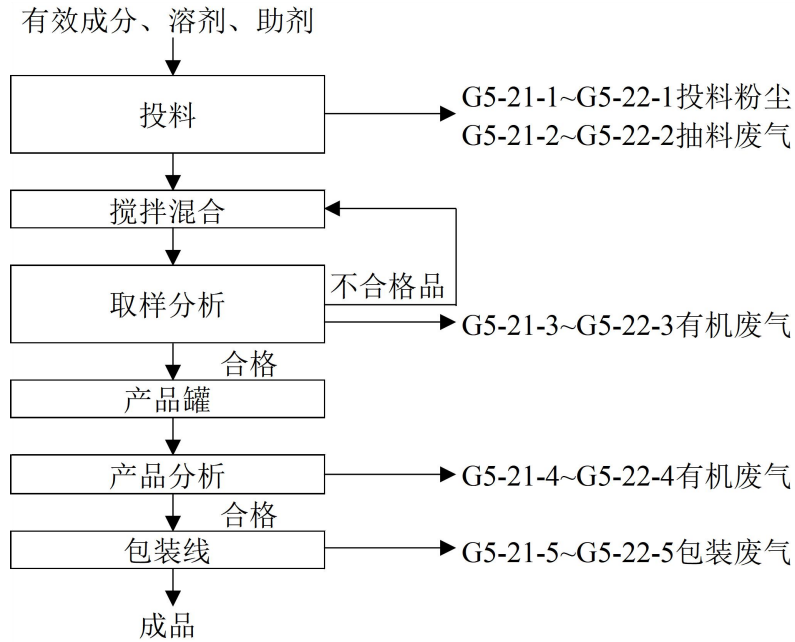 有效成分、溶剂、助剂
投料
G5-21-1~G5-22-1投料粉尘
G5-21-2~G5-22-2抽料废气
搅拌混合
不合格品
取样分析
G5-21-3~G5-22-3有机废气
合格
产品罐
产品分析
G5-21-4~G5-22-4有机废气
合格
包装线
G5-21-5~G5-22-5包装废气
成品